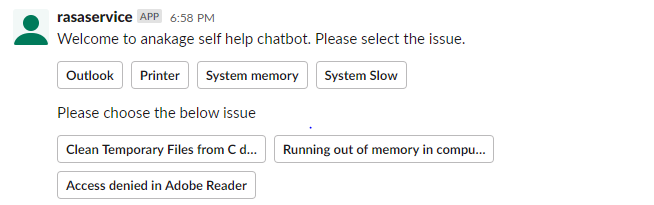 rasaservice APP 6:58 PM
Welcome to anakage self help chatbot. Please select the issue.
Outlook Printer System memory System Slow
Please choose the below issue
Clean Temporary Files from C d... Running out of memory in compu...
Access denied in Adobe Reader